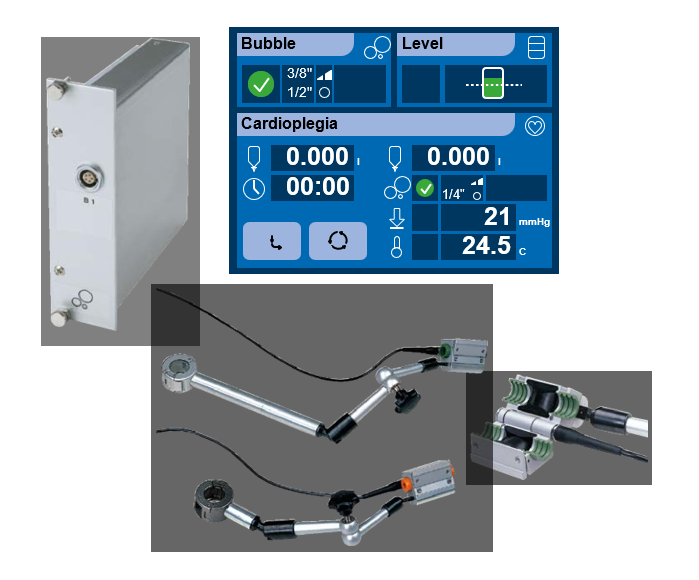 Bubble
Level
3/8"
1/2"
Cardioplegia
0.000 l
0.000 l
00:00
1/4"
21 mmHg
24.5 C
B 1